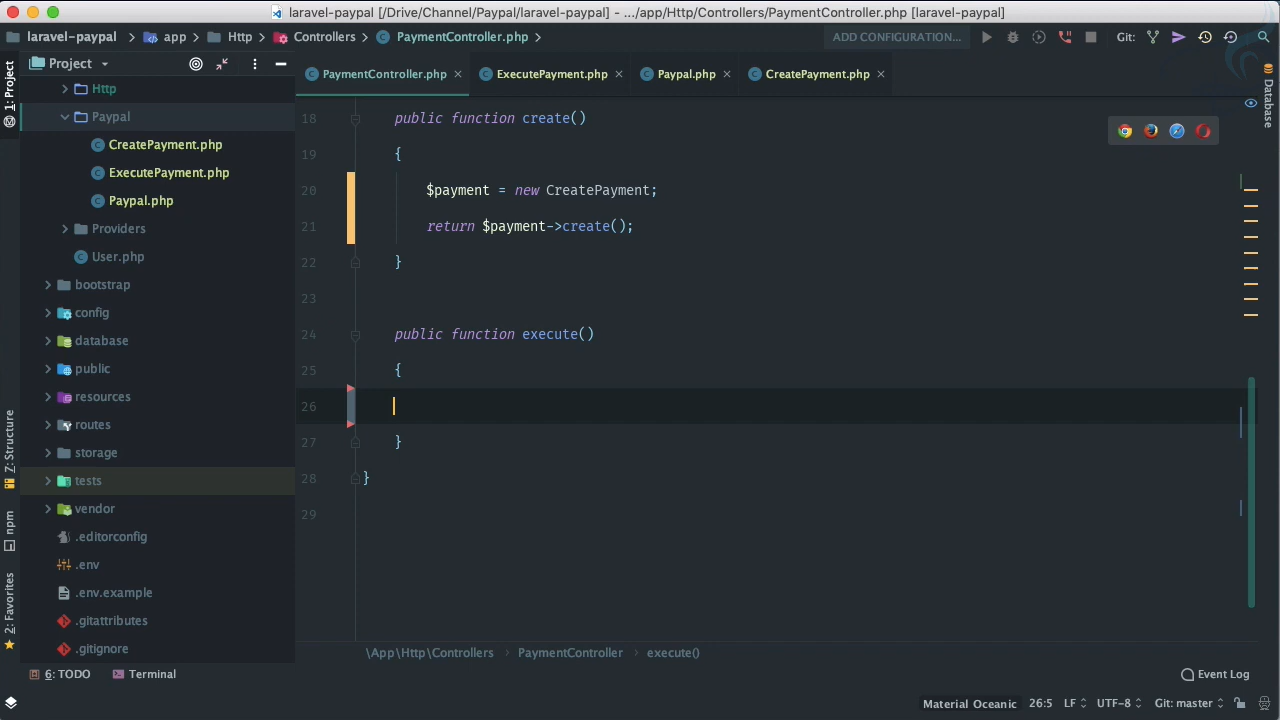 laravel-paypal [/Drive/Channel/Paypal/laravel-paypal] - .../app/Http/Controllers/PaymentController.php [laravel-paypal]
laravel-paypal app Http Controllers PaymentController.php ADD CONFIGURATION... Git:
1: Project
Project
PaymentController.php ExecutePayment.php Paypal.php CreatePayment.php
Database
Http
Paypal
CreatePayment.php
ExecutePayment.php
Paypal.php
Providers
User.php
bootstrap
config
database
public
resources
routes
storage
tests
vendor
.editorconfig
.env
.env.example
.gitattributes
.gitignore
18 public function create()
19 {
20 $payment = new CreatePayment;
21 return $payment->create();
22 }
23
24 public function execute()
25 {
26
27 }
28 }
29
Z: Structure
npm
2: Favorites
\App\Http\Controllers PaymentController execute()
6: TODO Terminal Event Log
Material Oceanic 26:5 LF UTF-8 Git: master